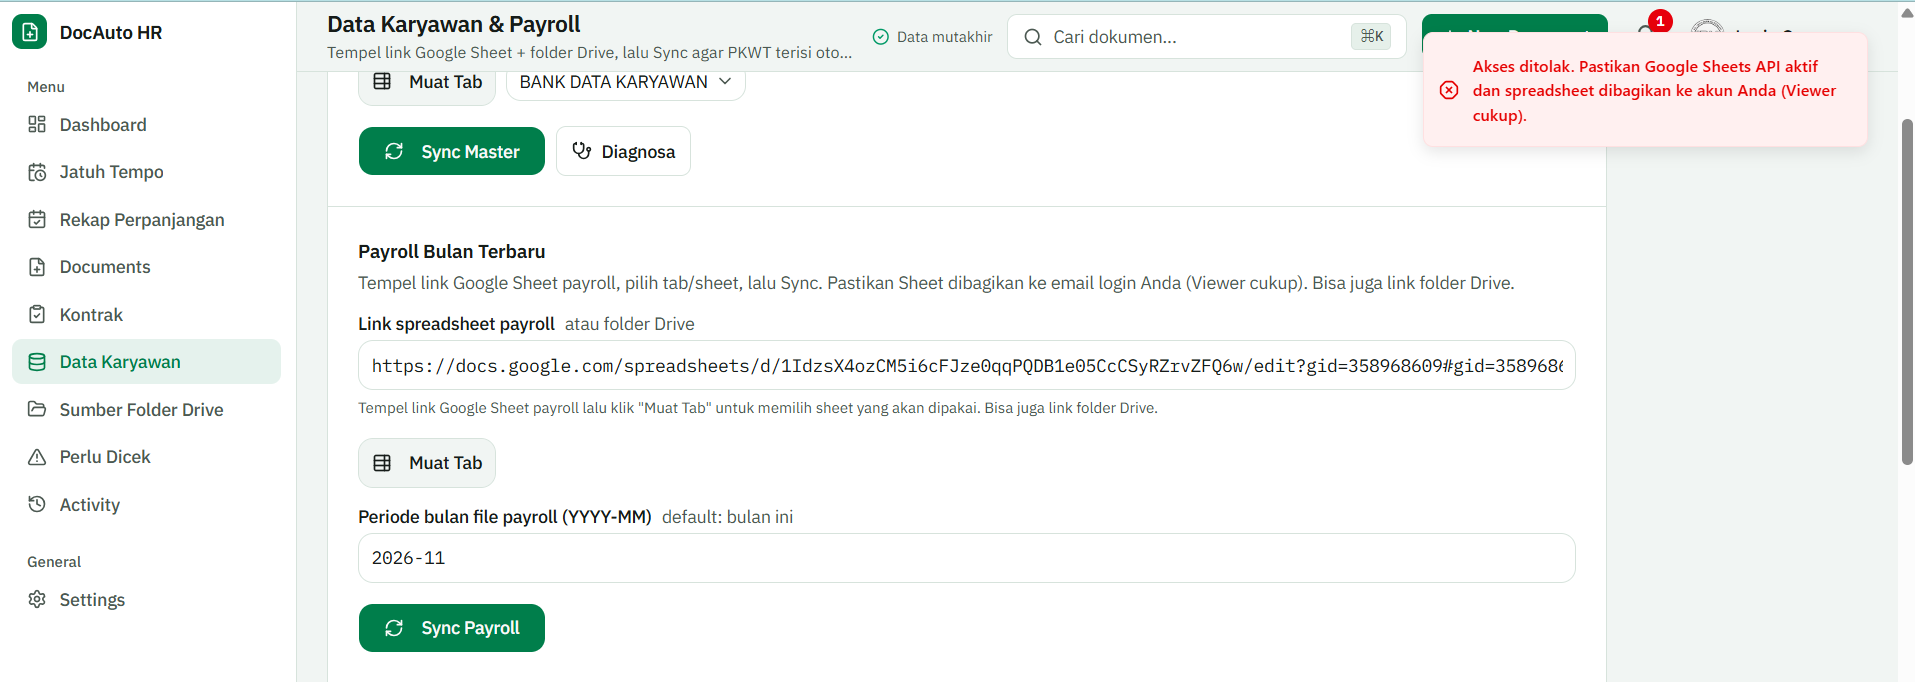 DocAuto HR
Menu
Dashboard
Jatuh Tempo
Rekap Perpanjangan
Documents
Kontrak
Data Karyawan
Sumber Folder Drive
Perlu Dicek
Activity
General
Settings
Data Karyawan & Payroll
Tempel link Google Sheet + folder Drive, lalu Sync agar PKWT terisi oto...
Data mutakhir
Cari dokumen...
⌘K
1
Akses ditolak. Pastikan Google Sheets API aktif
dan spreadsheet dibagikan ke akun Anda (Viewer
cukup).
Muat Tab
BANK DATA KARYAWAN
Sync Master
Diagnosa
Payroll Bulan Terbaru
Tempel link Google Sheet payroll, pilih tab/sheet, lalu Sync. Pastikan Sheet dibagikan ke email login Anda (Viewer cukup). Bisa juga link folder Drive.
Link spreadsheet payroll atau folder Drive
https://docs.google.com/spreadsheets/d/1IdzsX4ozCM5i6cFJze0qqPQDB1e05CcCSyRZrvZFQ6w/edit?gid=358968609#gid=3589686
Tempel link Google Sheet payroll lalu klik "Muat Tab" untuk memilih sheet yang akan dipakai. Bisa juga link folder Drive.
Muat Tab
Periode bulan file payroll (YYYY-MM) default: bulan ini
2026-11
Sync Payroll